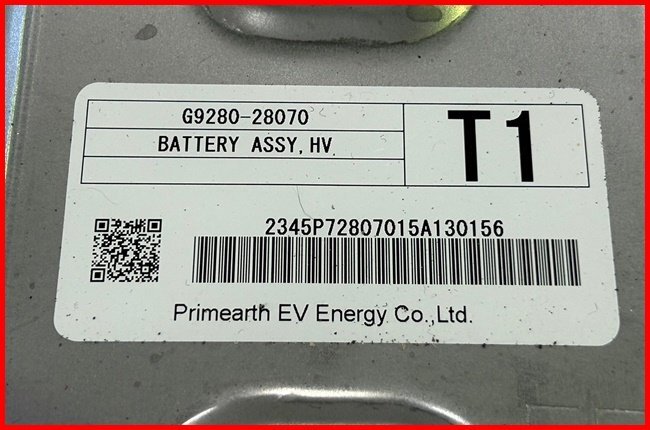 G9280-28070
BATTERY ASSY,HV
T1
2345P72807015A130156
Primearth EV Energy Co.,Ltd.